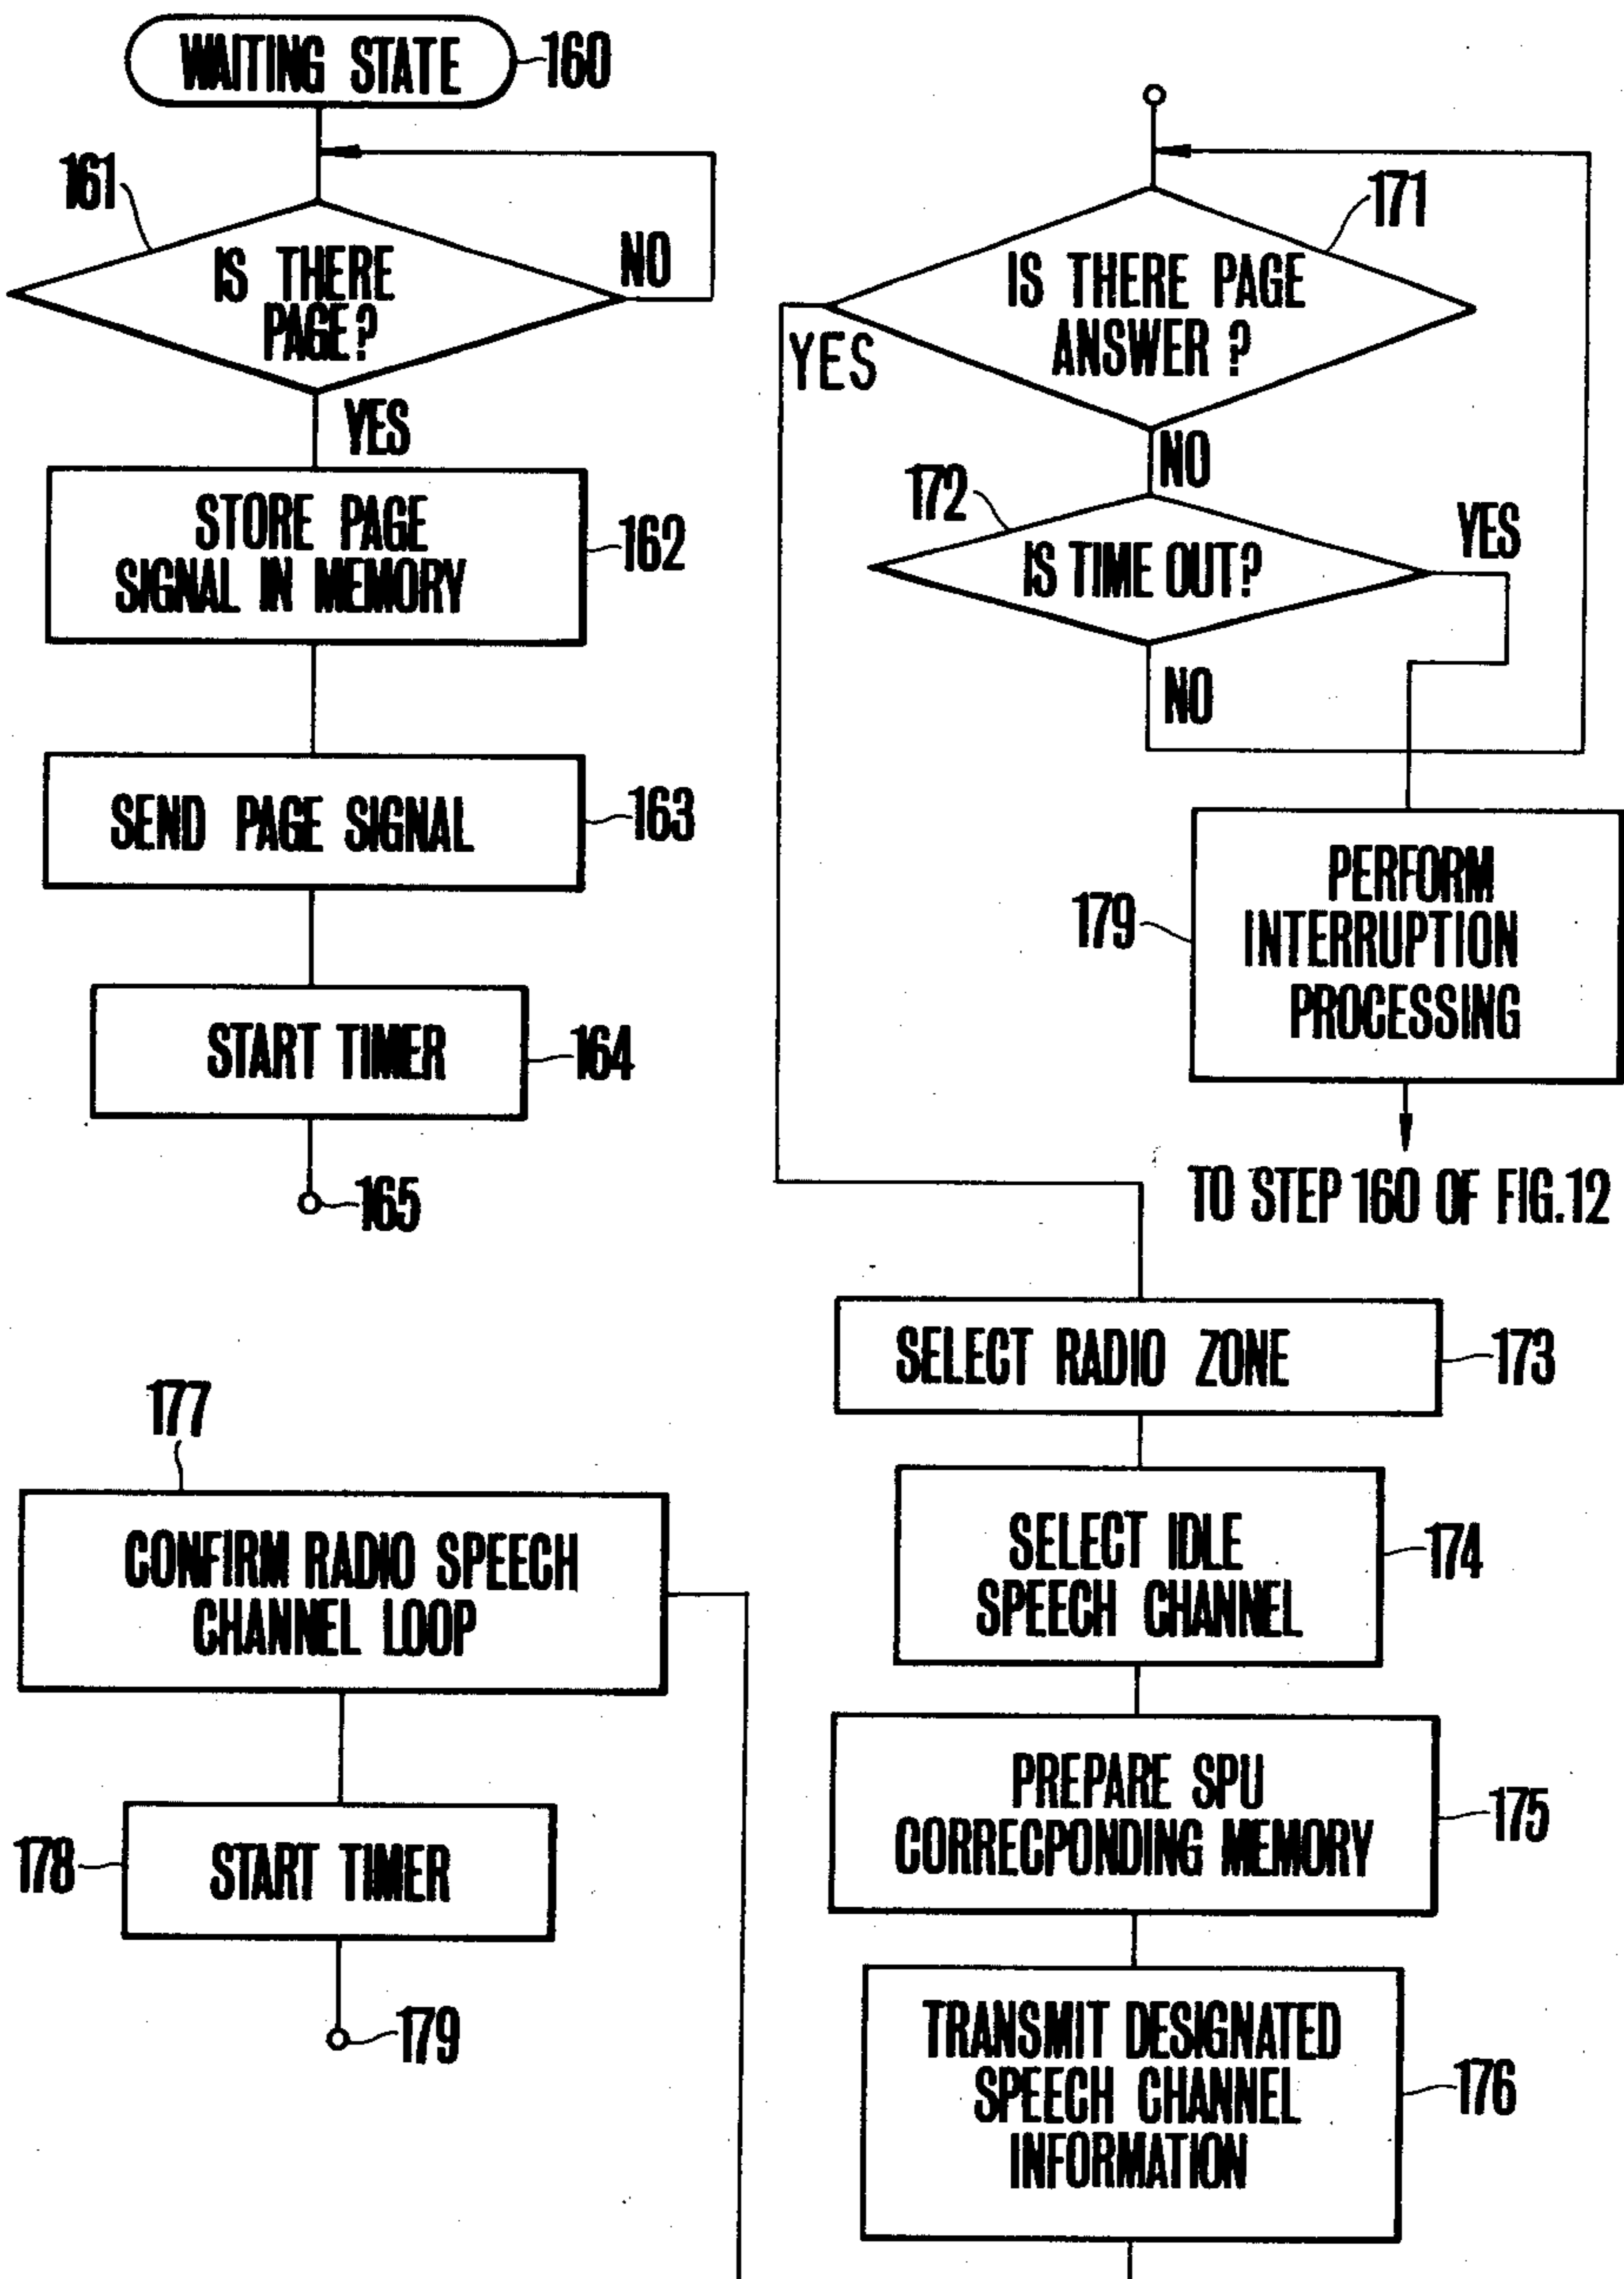 WAITING STATE
160
161
IS THERE
PAGE?
NO
YES
STORE PAGE
SIGNAL IN MEMORY
162
SEND PAGE SIGNAL
163
START TIMER
164
165
171
IS THERE PAGE
ANSWER ?
YES
NO
172
IS TIME OUT?
YES
NO
179
PERFORM
INTERRUPTION
PROCESSING
TO STEP 160 OF FIG.12
SELECT RADIO ZONE
173
SELECT IDLE
SPEECH CHANNEL
174
PREPARE SPU
CORRECPONDING MEMORY
175
TRANSMIT DESIGNATED
SPEECH CHANNEL
INFORMATION
176
177
CONFIRM RADIO SPEECH
CHANNEL LOOP
178
START TIMER
179